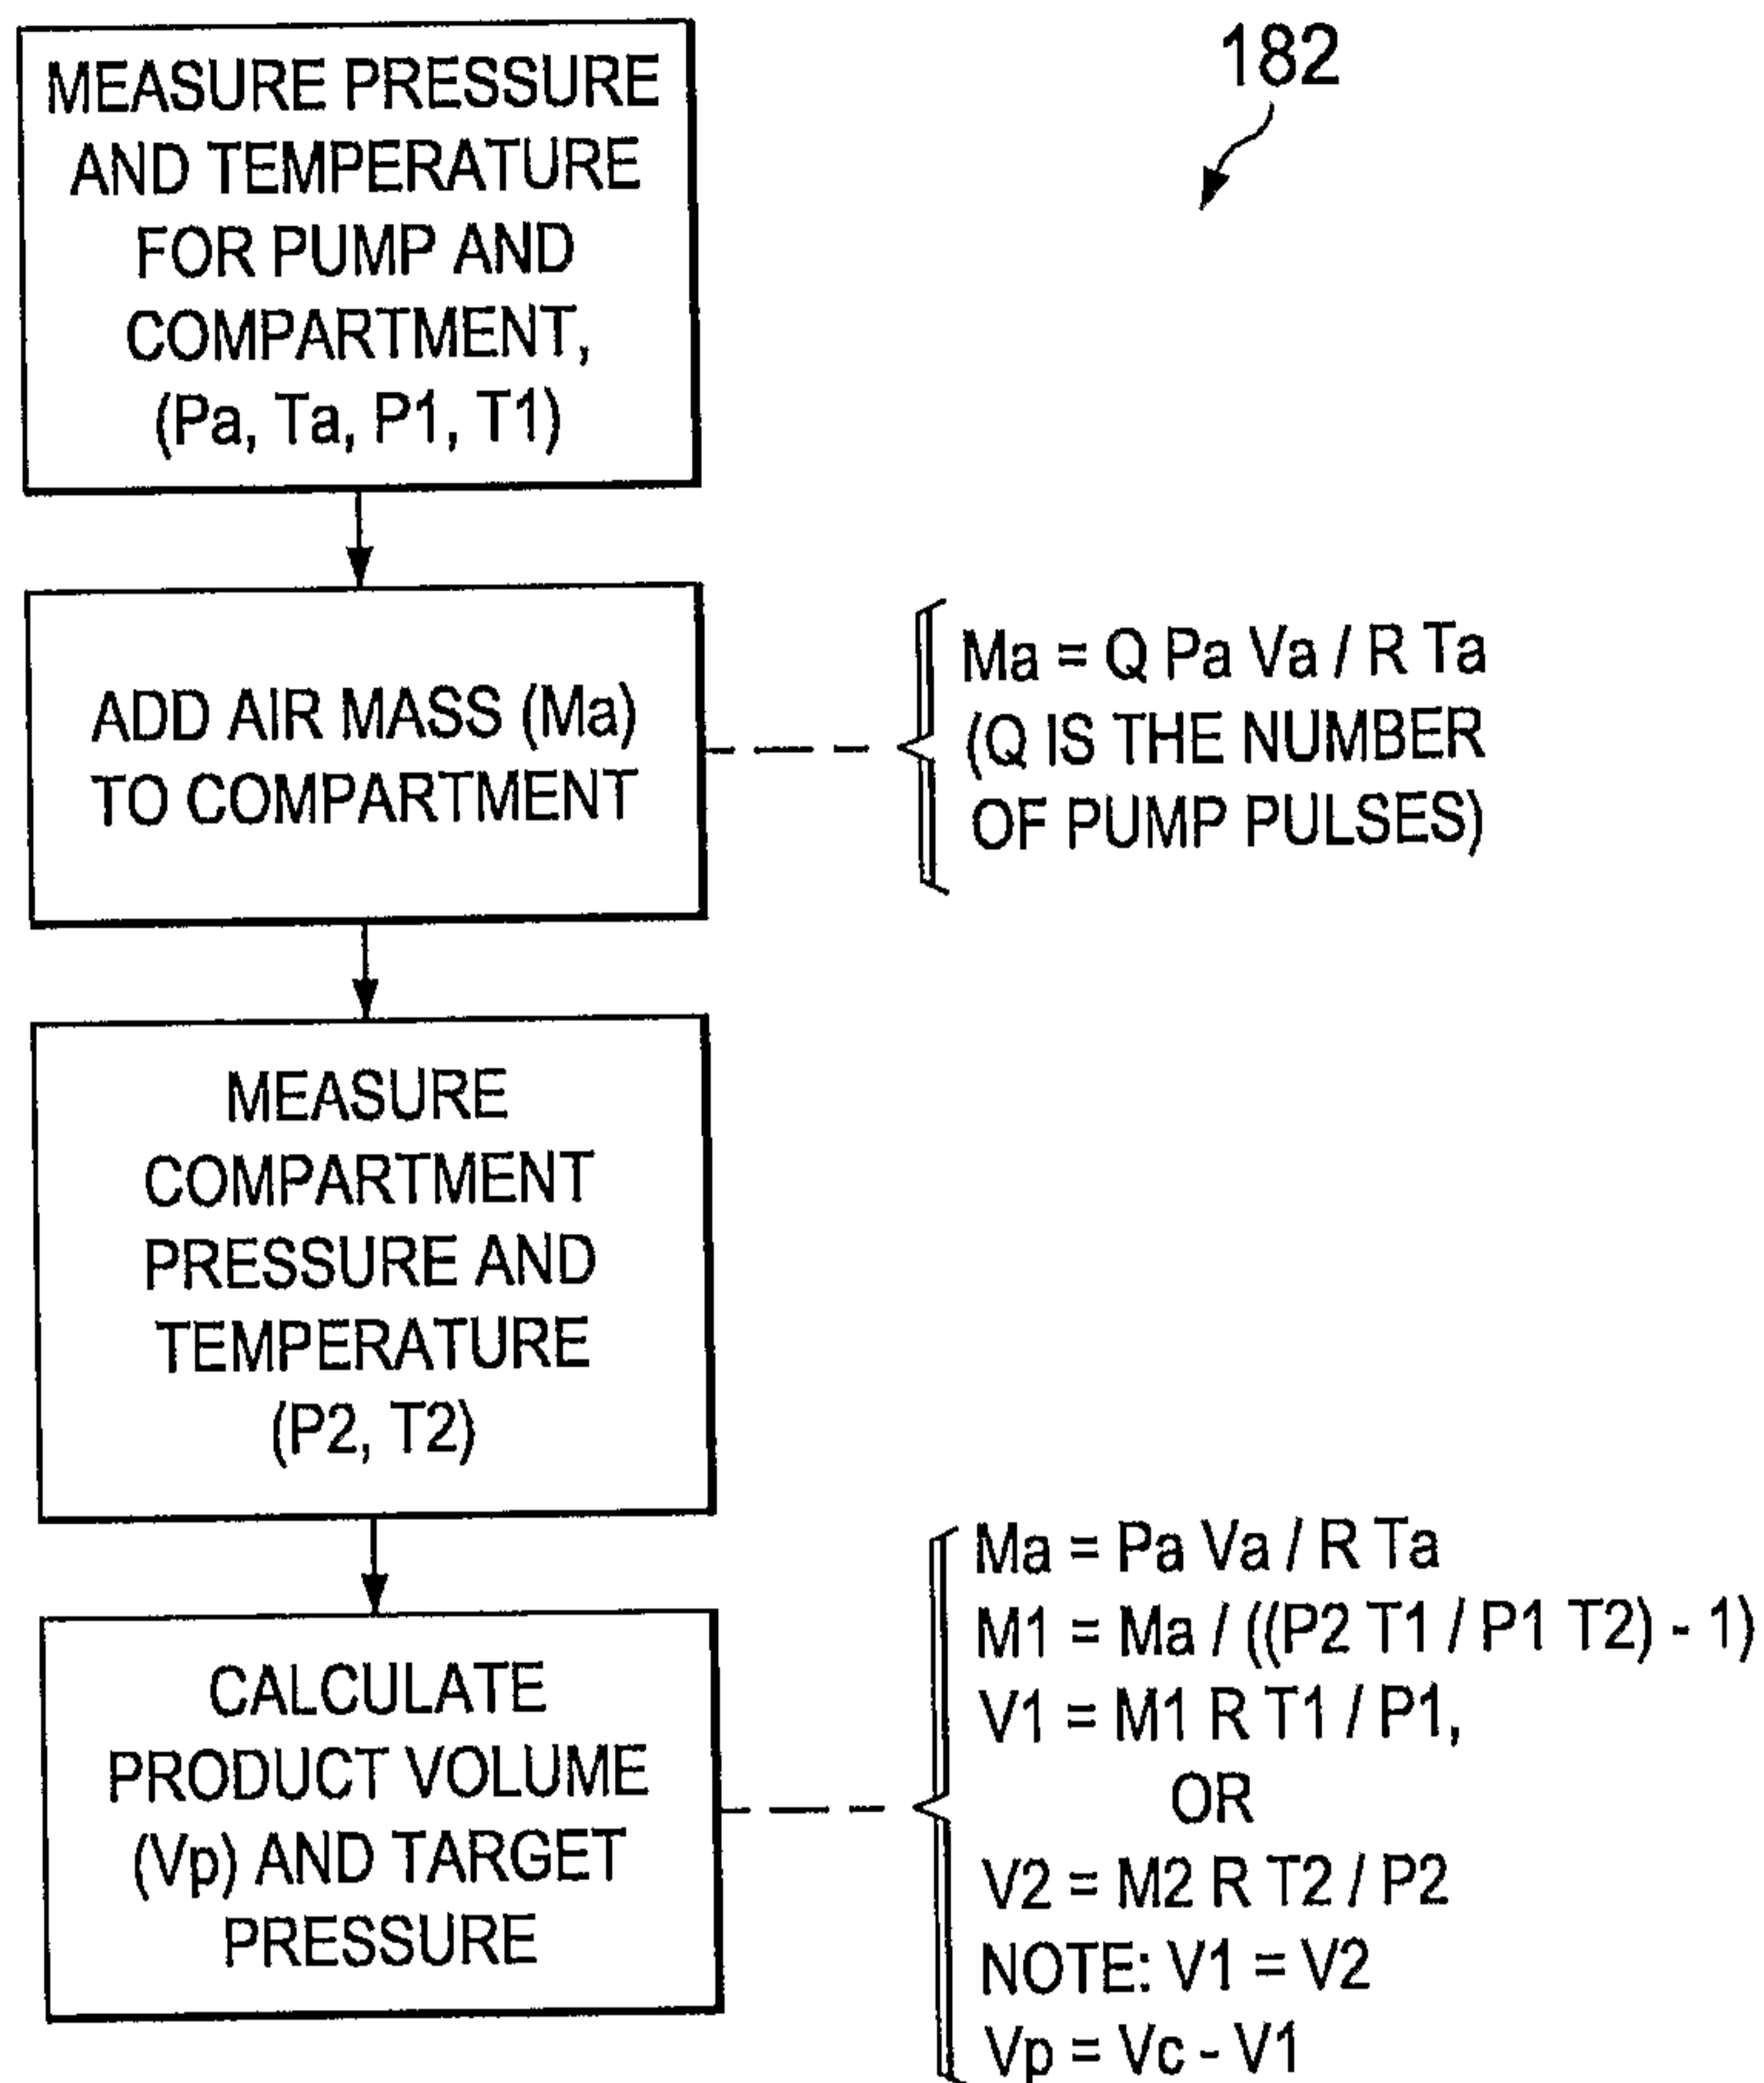 182
MEASURE PRESSURE
AND TEMPERATURE
FOR PUMP AND
COMPARTMENT,
(Pa, Ta, P1, T1)
ADD AIR MASS (Ma)
TO COMPARTMENT
Ma = Q Pa Va / R Ta
(Q IS THE NUMBER
OF PUMP PULSES)
MEASURE
COMPARTMENT
PRESSURE AND
TEMPERATURE
(P2, T2)
CALCULATE
PRODUCT VOLUME
(Vp) AND TARGET
PRESSURE
Ma = Pa Va / R Ta
M1 = Ma / ((P2 T1 / P1 T2) - 1)
V1 = M1 R T1 / P1,
OR
V2 = M2 R T2 / P2
NOTE: V1 = V2
Vp = Vc - V1